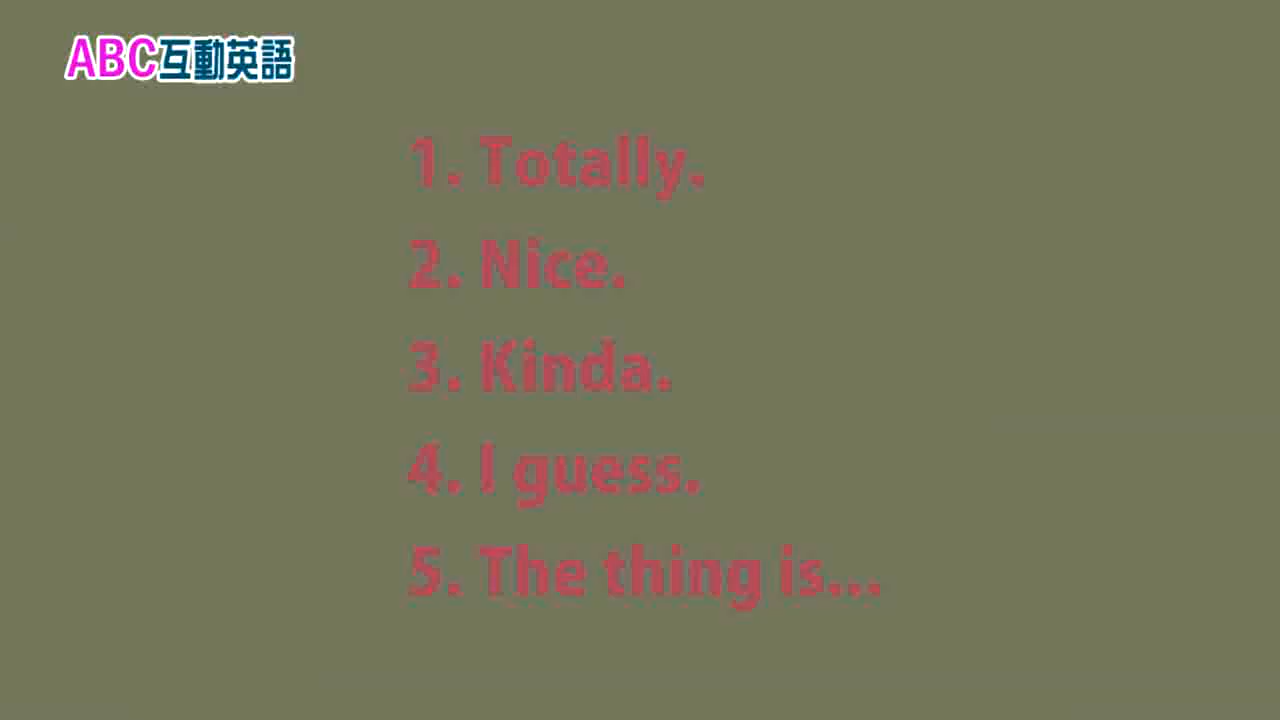 ABC互動英語
1. Totally.
2. Nice.
3. Kinda.
4. I guess.
5. The thing is...